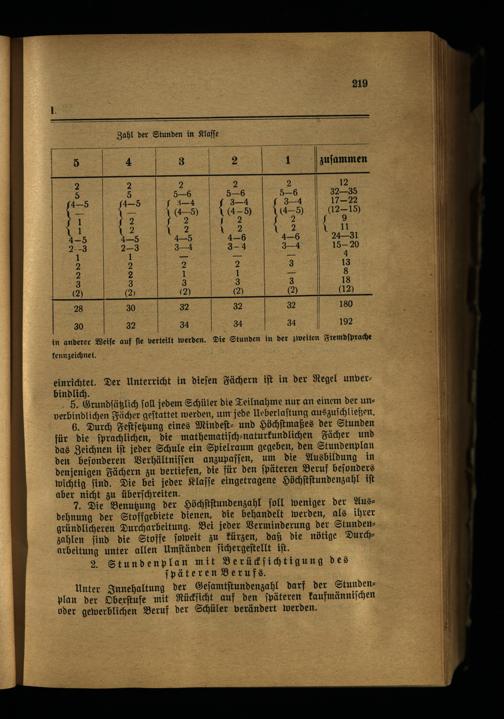 219
I.
Zahl der Stunden in Klasse
5 4 3 2 1 zusammen
2 2 2 2 2 12
5 5 5—6 5—6 5—6 32—35
{4—5 {4—5 { 3—4 { 3—4 { 3—4 17—22
{ — { — { (4—5) { (4—5) { (4—5) (12—15)
{ 1 { 2 { 2 { 2 { 2 { 9
{ 1 { 2 { 2 { 2 { 2 { 11
4—5 4—5 4—5 4—6 4—6 24—31
2—3 2—3 3—4 3—4 3—4 15—20
1 1 — — — 4
2 2 2 2 3 13
2 2 1 1 — 8
3 3 3 3 3 18
(2) (2) (2) (2) (2) (12)
28 30 32 32 32 180
30 32 34 34 34 192
in anderer Weise auf sie verteilt werden. Die Stunden in der zweiten Fremdsprache
kennzeichnet.
eingerichtet. Der Unterricht in diesen Fächern ist in der Regel unver-
bindlich.
5. Grundsätzlich soll jedem Schüler die Teilnahme nur an einem der un-
verbindlichen Fächer gestattet werden, um jede Ueberlastung auszuschließen.
6. Durch Festsetzung eines Mindest- und Höchstmaßes der Stunden
für die sprachlichen, die mathematisch-naturkundlichen Fächer und
das Zeichnen ist jeder Schule ein Spielraum gegeben, den Stundenplan
den besonderen Verhältnissen anzupassen, um die Ausbildung in
denjenigen Fächern zu vertiefen, die für den späteren Beruf besonders
wichtig sind. Die bei jeder Klasse eingetragene Höchststundenzahl ist
aber nicht zu überschreiten.
7. Die Benutzung der Höchststundenzahl soll weniger der Aus-
dehnung der Stoffgebiete dienen, die behandelt werden, als ihrer
gründlicheren Durcharbeitung. Bei jeder Verminderung der Stunden-
zahlen sind die Stoffe soweit zu kürzen, daß die nötige Durch-
arbeitung unter allen Umständen sichergestellt ist.
2. Stundenplan mit Berücksichtigung des
späteren Berufs.
Unter Innehaltung der Gesamtstundenzahl darf der Stunden-
plan der Oberstufe mit Rücksicht auf den späteren kaufmännischen
oder gewerblichen Beruf der Schüler verändert werden.